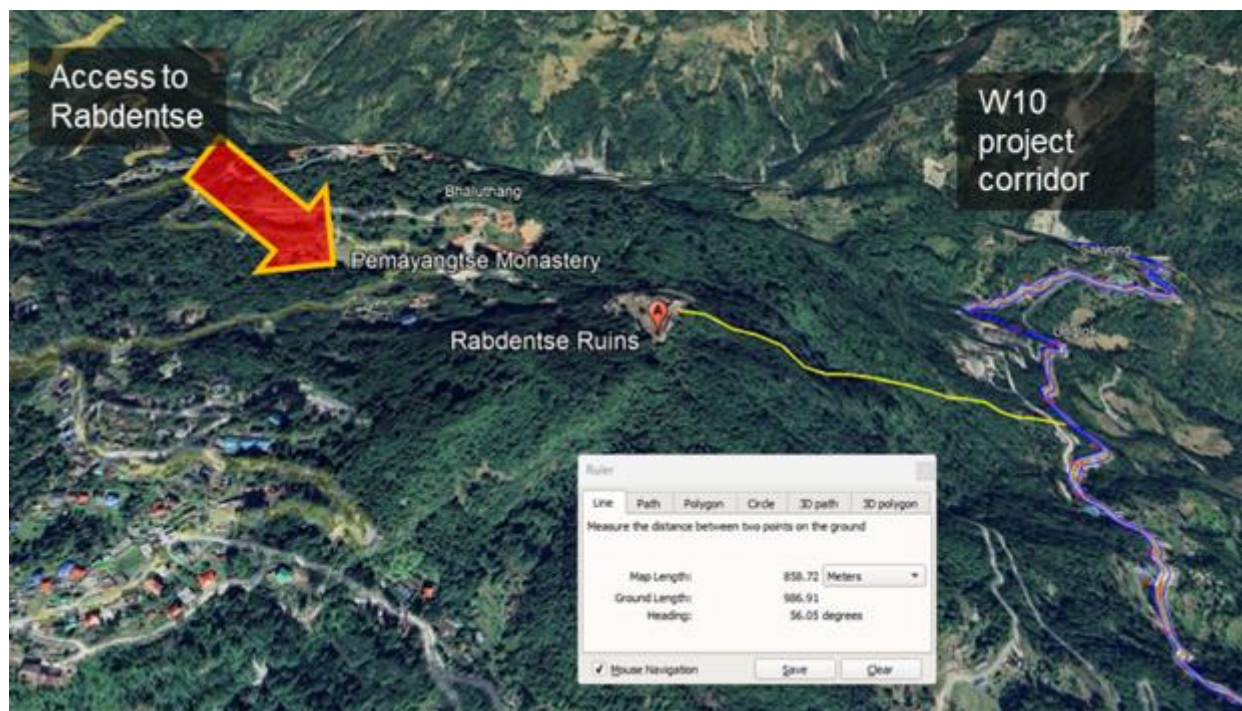 Access to
Rabdentse
W10
project
corridor
Bhaluthang
Sakyong
Pemayangtse Monastery
A
Rabdentse Ruins
Ruler
Line Path Polygon Circle 3D path 3D polygon
Measure the distance between two points on the ground
Map Length: 858.72 Meters
Ground Length: 986.91
Heading: 56.05 degrees
Mouse Navigation Save Clear